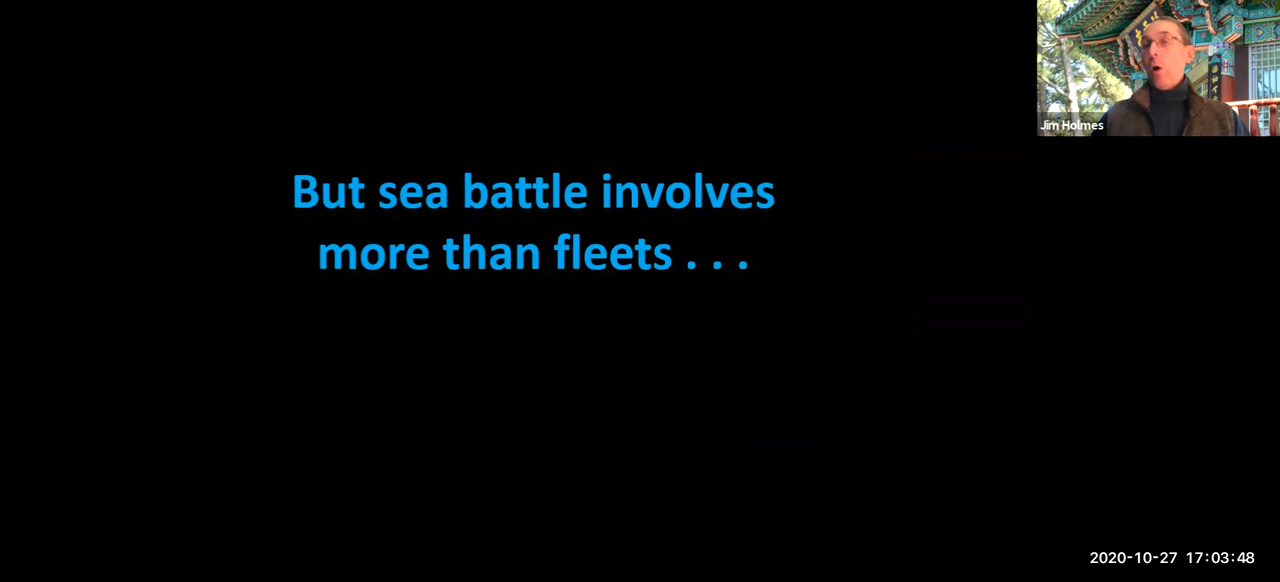 But sea battle involves
more than fleets . . .
Jim Holmes
2020-10-27 17:03:48